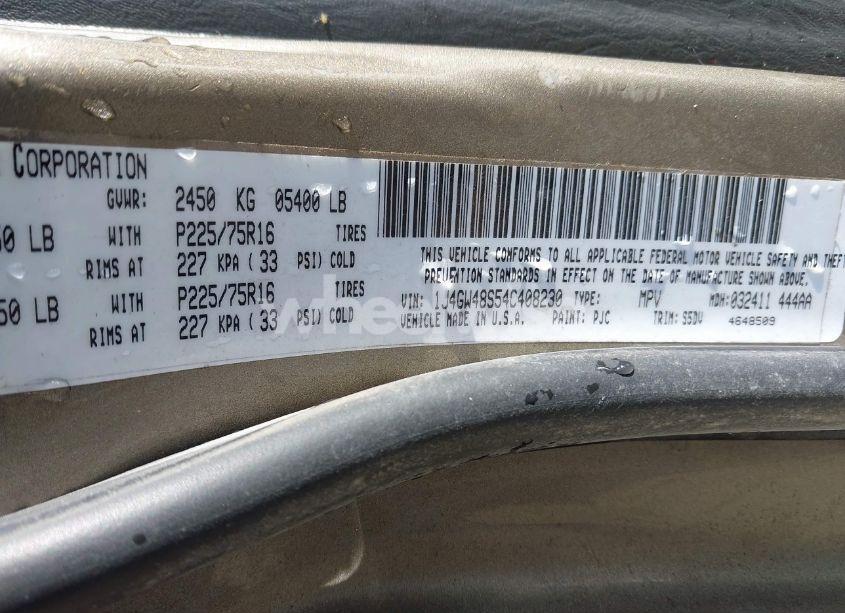 CORPORATION
GVWR: 2450 KG 05400 LB
50 LB WITH P225/75R16 TIRES
RIMS AT 227 KPA ( 33 PSI) COLD
50 LB WITH P225/75R16 TIRES
RIMS AT 227 KPA ( 33 PSI) COLD
THIS VEHICLE CONFORMS TO ALL APPLICABLE FEDERAL MOTOR VEHICLE SAFETY AND THEFT
PREVENTION STANDARDS IN EFFECT ON THE DATE OF MANUFACTURE SHOWN ABOVE.
VIN: 1J4GW48S54C408230 TYPE: MPV MDH: 032411 444AA
VEHICLE MADE IN U.S.A. PAINT: PJC TRIM: S5DV 4648509